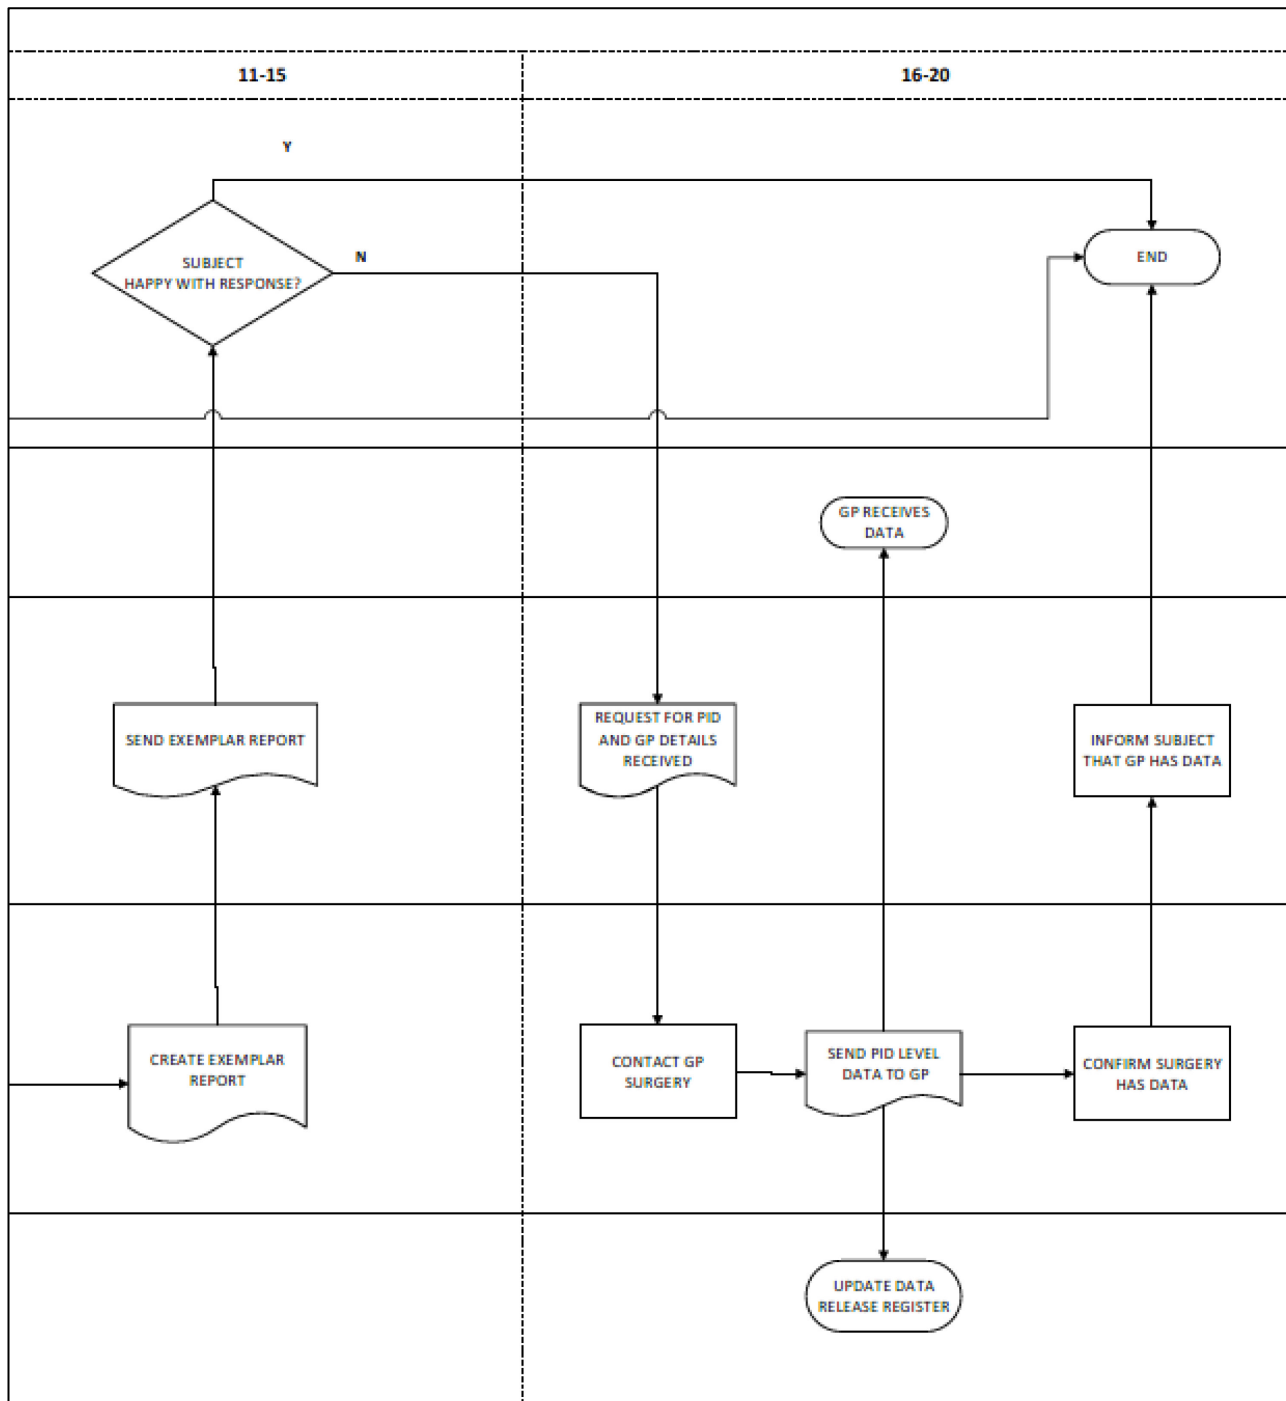 11-15
16-20
Y
SUBJECT
HAPPY WITH RESPONSE?
N
END
GP RECEIVES
DATA
SEND EXEMPLAR REPORT
REQUEST FOR PID
AND GP DETAILS
RECEIVED
INFORM SUBJECT
THAT GP HAS DATA
CREATE EXEMPLAR
REPORT
CONTACT GP
SURGERY
SEND PID LEVEL
DATA TO GP
CONFIRM SURGERY
HAS DATA
UPDATE DATA
RELEASE REGISTER